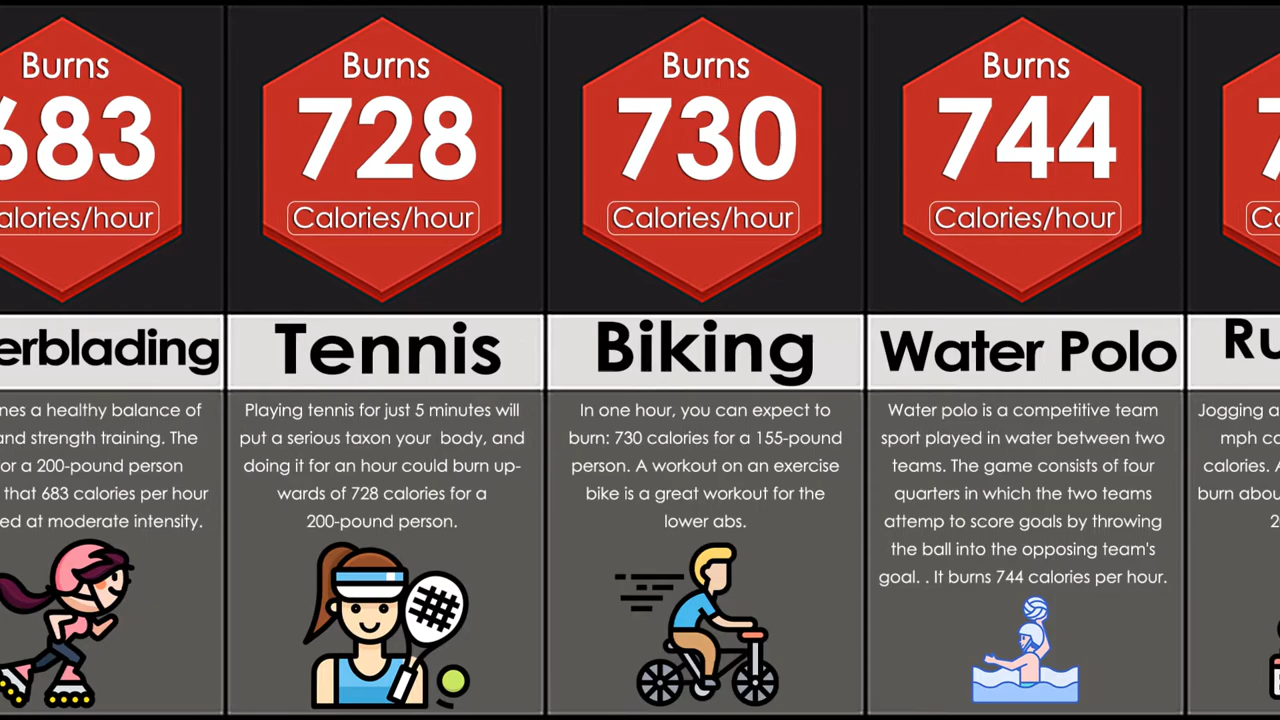 Burns
683
alories/hour
erblading
nes a healthy balance of
and strength training. The
or a 200-pound person
that 683 calories per hour
ed at moderate intensity.
Burns
728
Calories/hour
Tennis
Playing tennis for just 5 minutes will
put a serious taxon your body, and
doing it for an hour could burn up-
wards of 728 calories for a
200-pound person.
Burns
730
Calories/hour
Biking
In one hour, you can expect to
burn: 730 calories for a 155-pound
person. A workout on an exercise
bike is a great workout for the
lower abs.
Burns
744
Calories/hour
Water Polo
Water polo is a competitive team
sport played in water between two
teams. The game consists of four
quarters in which the two teams
attemp to score goals by throwing
the ball into the opposing team's
goal. . It burns 744 calories per hour.
7
Ca
Ru
Jogging a
mph ca
calories. A
burn abou
2